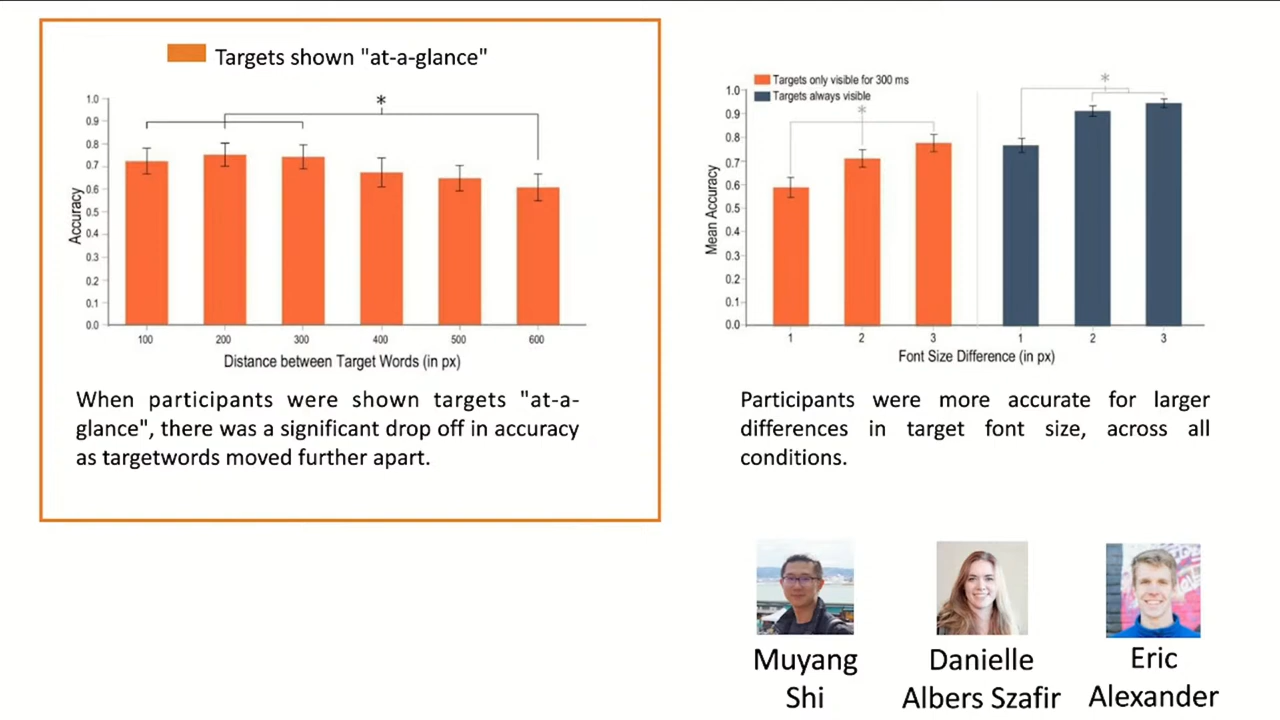 Targets shown "at-a-glance"
*
1.0
0.9
0.8
0.7
0.6
0.5
0.4
0.3
0.2
0.1
0.0
Accuracy
100 200 300 400 500 600
Distance between Target Words (in px)
When participants were shown targets "at-a-
glance", there was a significant drop off in accuracy
as targetwords moved further apart.
Targets only visible for 300 ms
Targets always visible
*
*
1.0
0.9
0.8
0.7
0.6
0.5
0.4
0.3
0.2
0.1
0.0
Mean Accuracy
1 2 3 1 2 3
Font Size Difference (in px)
Participants were more accurate for larger
differences in target font size, across all
conditions.
Muyang
Shi
Danielle
Albers Szafir
Eric
Alexander